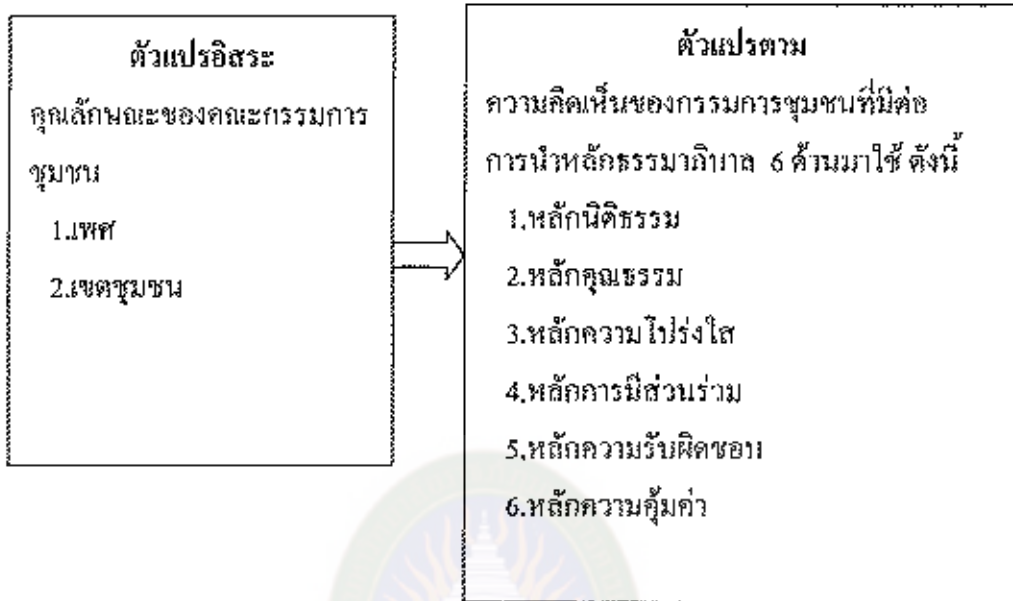 ตัวแปรอิสระ
คุณลักษณะของคณะกรรมการ
ชุมชน
1.เพศ
2.เขตชุมชน
ตัวแปรตาม
ความคิดเห็นของกรรมการชุมชนที่มีต่อ
การนำหลักธรรมาภิบาล 6 ด้านมาใช้ ดังนี้
1.หลักนิติธรรม
2.หลักคุณธรรม
3.หลักความโปร่งใส
4.หลักการมีส่วนร่วม
5.หลักความรับผิดชอบ
6.หลักความคุ้มค่า